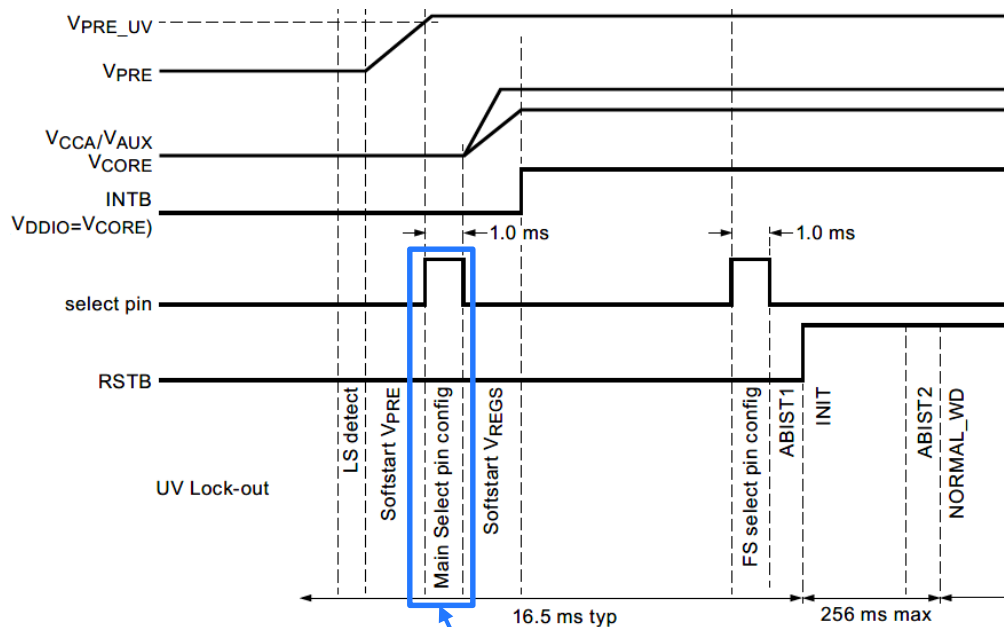 VPRE_UV
VPRE
VCCA/VAUX
VCORE
INTB
VDDIO=VCORE)
1.0 ms
1.0 ms
select pin
RSTB
LS detect
Softstart VPRE
Main Select pin config
Softstart VREGS
FS select pin config
ABIST1
INIT
ABIST2
NORMAL_WD
UV Lock-out
16.5 ms typ
256 ms max